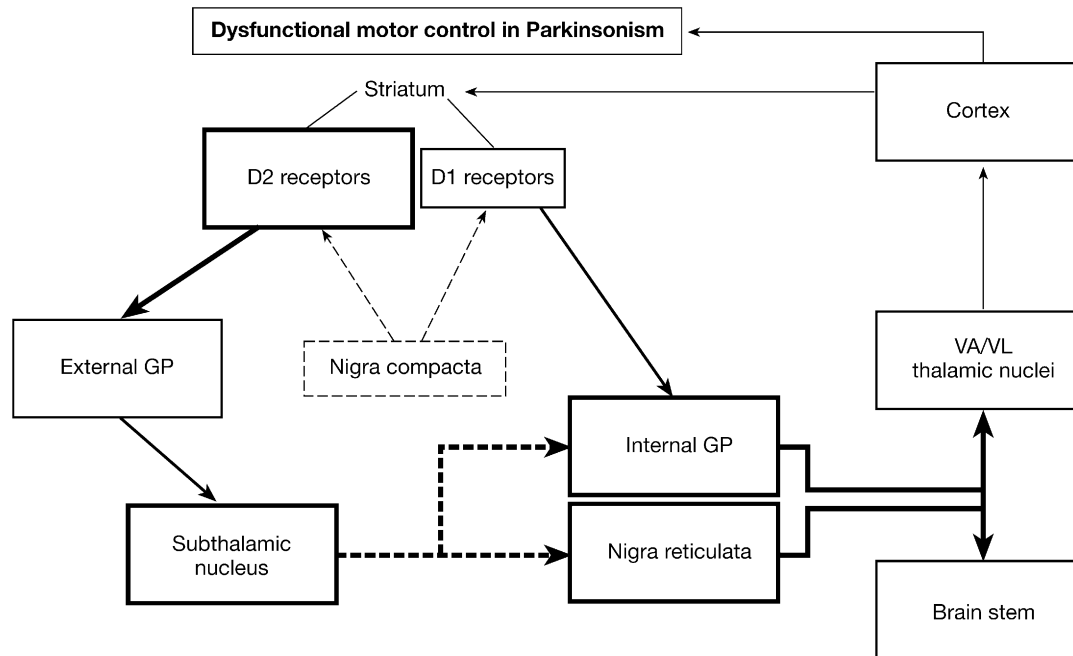 Dysfunctional motor control in Parkinsonism
Striatum
Cortex
D2 receptors
D1 receptors
External GP
Nigra compacta
VA/VL
thalamic nuclei
Internal GP
Subthalamic
nucleus
Nigra reticulata
Brain stem